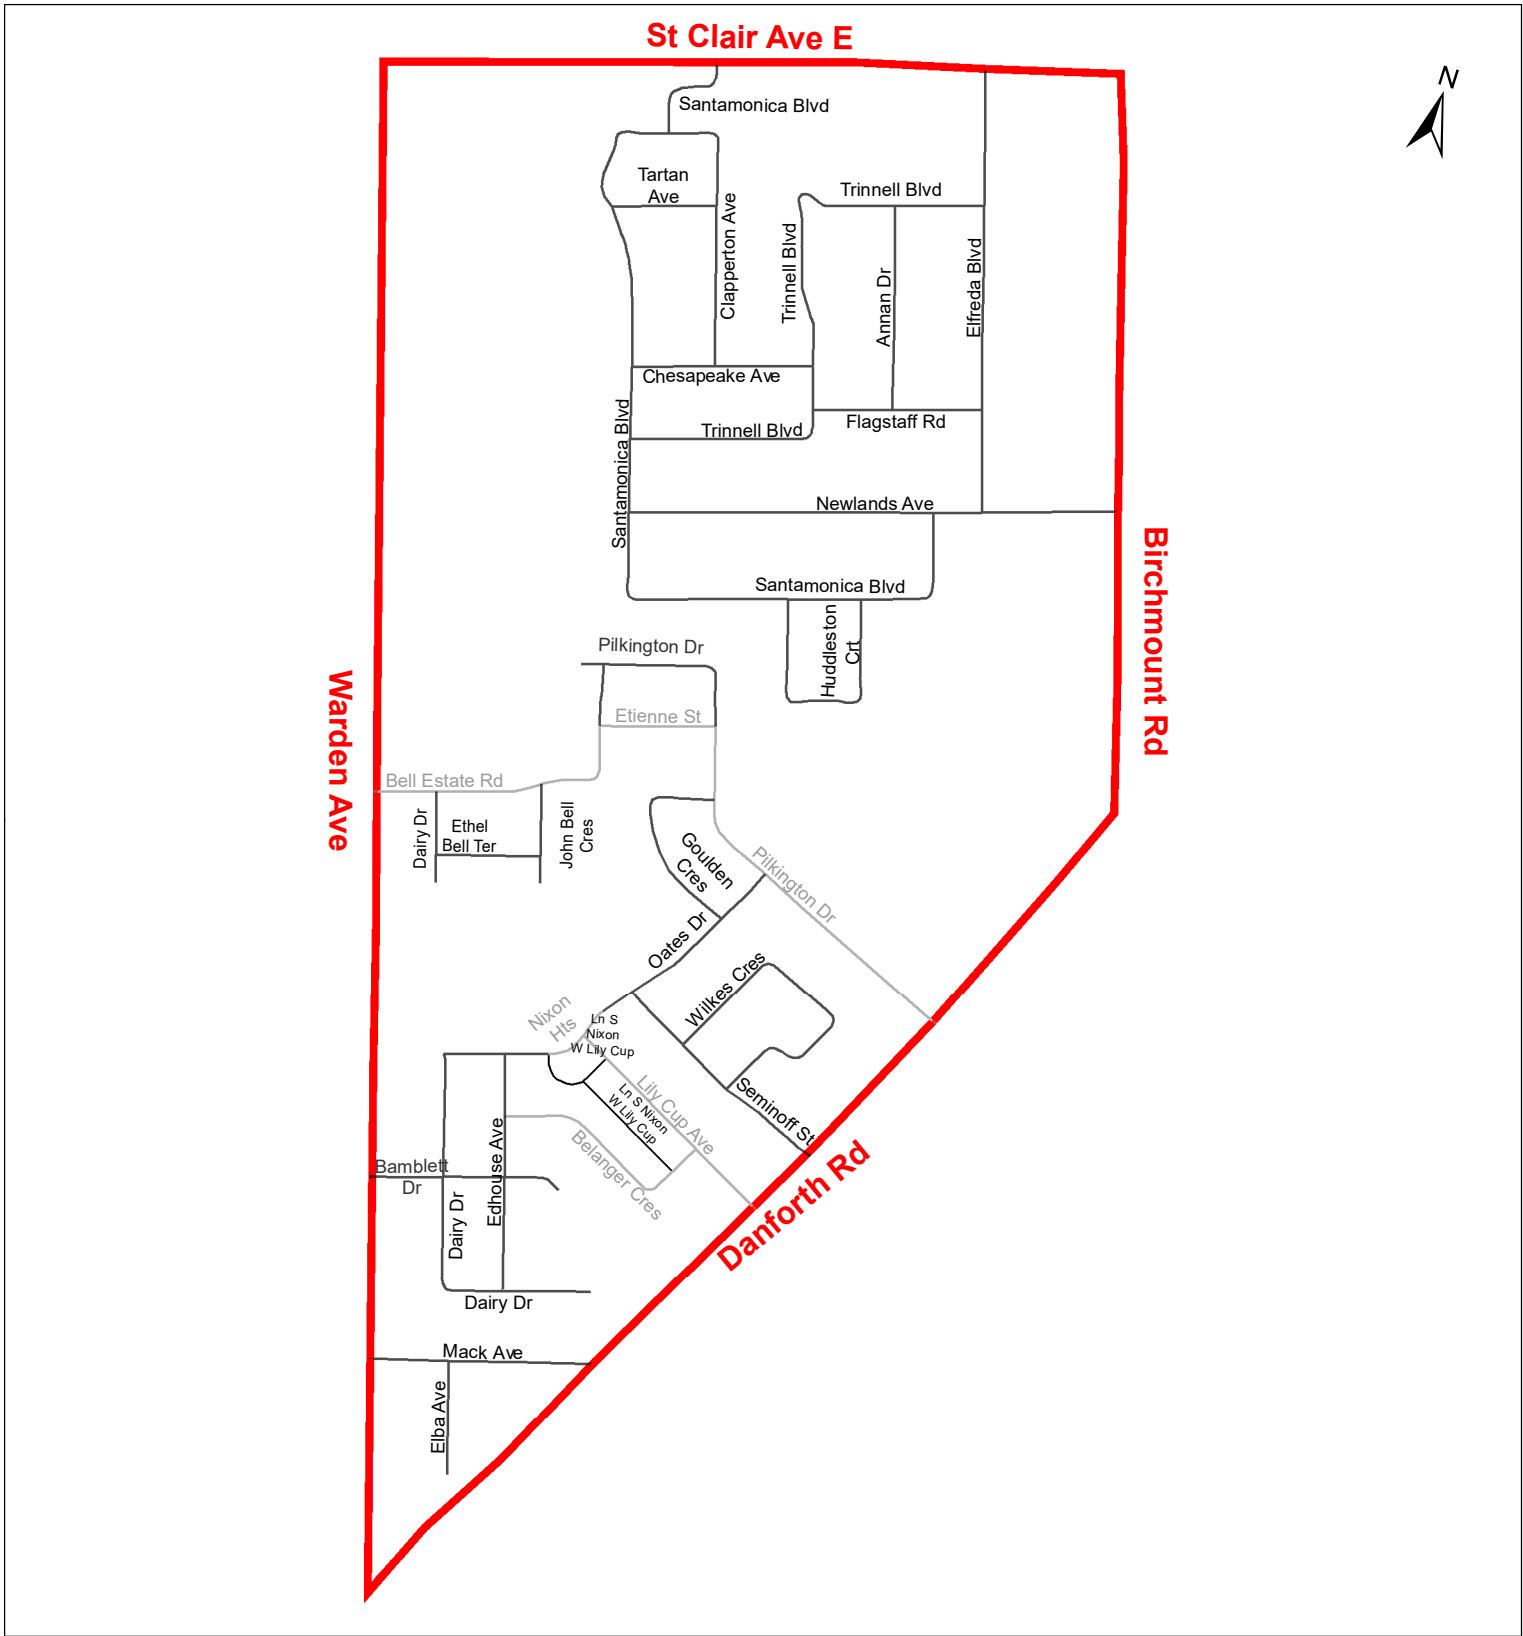 St Clair Ave E
N
Santamonica Blvd
Tartan
Ave
Trinnell Blvd
Clapperton Ave
Trinnell Blvd
Annan Dr
Elfreda Blvd
Chesapeake Ave
Santamonica Blvd
Trinnell Blvd
Flagstaff Rd
Newlands Ave
Santamonica Blvd
Huddleston
Crt
Birchmount Rd
Pilkington Dr
Warden Ave
Etienne St
Bell Estate Rd
Dairy Dr
Ethel
Bell Ter
John Bell
Cres
Goulden
Cres
Pilkington Dr
Oates Dr
Wilkes Cres
Nixon
Hts
Ln S
Nixon
W Lily Cup
Lily Cup Ave
Ln S Nixon
W Lily Cup
Seminoff St
Belanger Cres
Edhouse Ave
Bamblett
Dr
Dairy Dr
Danforth Rd
Dairy Dr
Mack Ave
Elba Ave